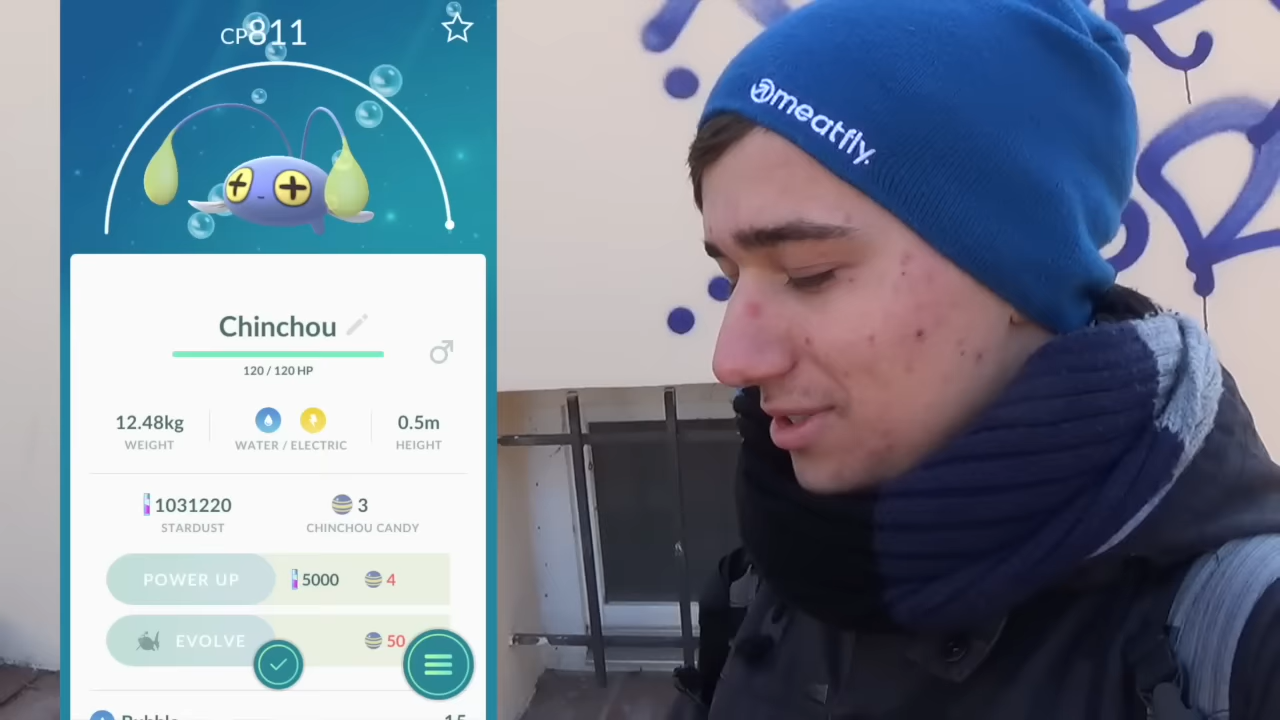 CP811
Chinchou
120 / 120 HP
12.48kg
WEIGHT
WATER / ELECTRIC
0.5m
HEIGHT
1031220
STARDUST
3
CHINCHOU CANDY
POWER UP 5000 4
EVOLVE 50
15
@meatfly.